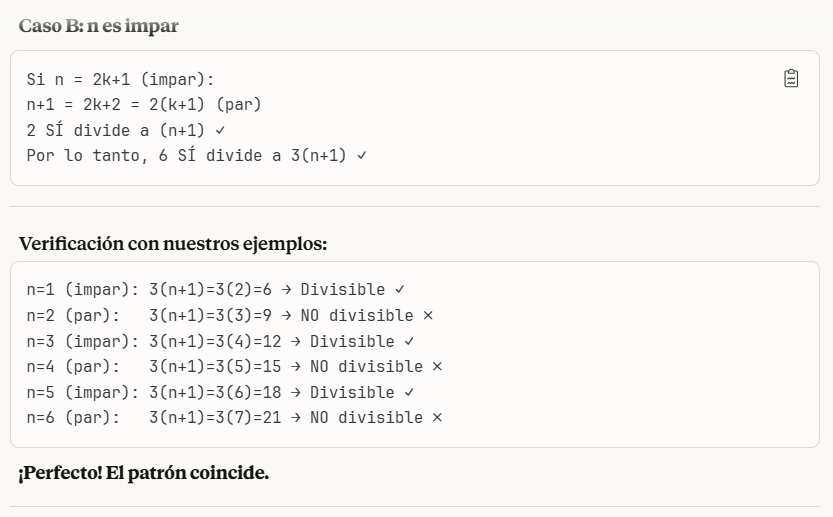 Caso B: n es impar
Si n = 2k+1 (impar):
n+1 = 2k+2 = 2(k+1) (par)
2 SÍ divide a (n+1) ✓
Por lo tanto, 6 SÍ divide a 3(n+1) ✓
Verificación con nuestros ejemplos:
n=1 (impar): 3(n+1)=3(2)=6 → Divisible ✓
n=2 (par):   3(n+1)=3(3)=9 → NO divisible ×
n=3 (impar): 3(n+1)=3(4)=12 → Divisible ✓
n=4 (par):   3(n+1)=3(5)=15 → NO divisible ×
n=5 (impar): 3(n+1)=3(6)=18 → Divisible ✓
n=6 (par):   3(n+1)=3(7)=21 → NO divisible ×
¡Perfecto! El patrón coincide.